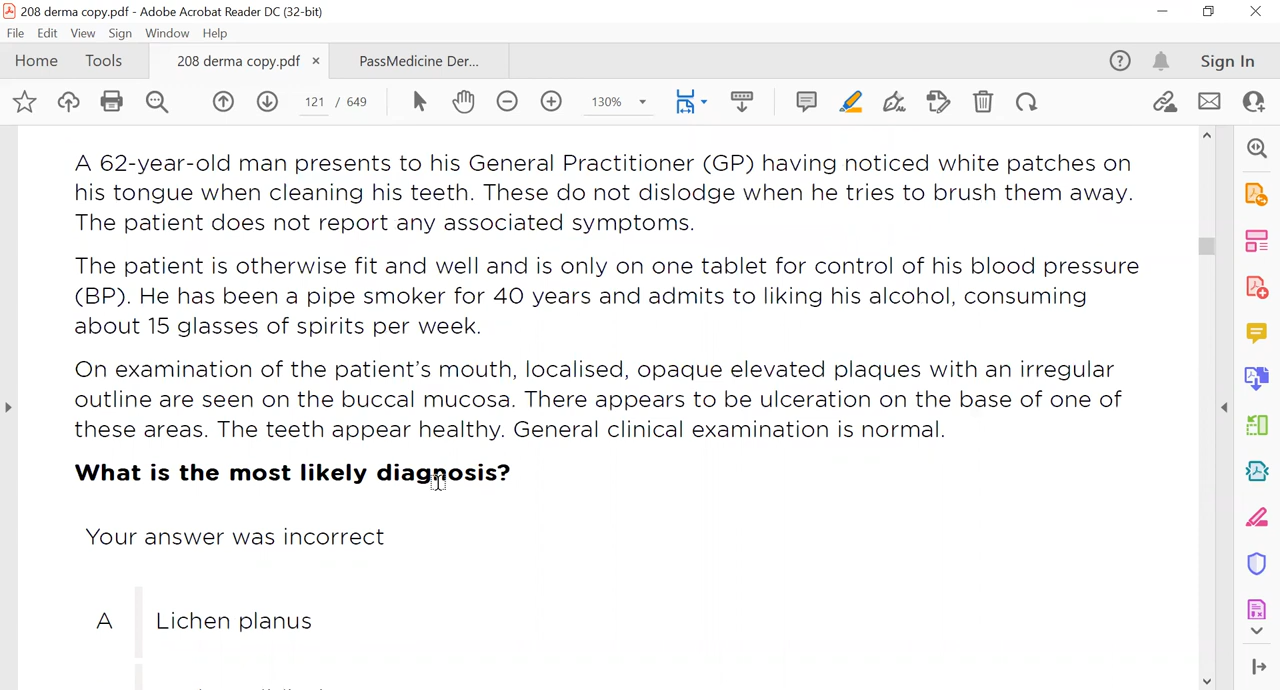 208 derma copy.pdf - Adobe Acrobat Reader DC (32-bit)
File Edit View Sign Window Help
Home Tools 208 derma copy.pdf × PassMedicine Der... Sign In
121 / 649 130%
A 62-year-old man presents to his General Practitioner (GP) having noticed white patches on
his tongue when cleaning his teeth. These do not dislodge when he tries to brush them away.
The patient does not report any associated symptoms.
The patient is otherwise fit and well and is only on one tablet for control of his blood pressure
(BP). He has been a pipe smoker for 40 years and admits to liking his alcohol, consuming
about 15 glasses of spirits per week.
On examination of the patient's mouth, localised, opaque elevated plaques with an irregular
outline are seen on the buccal mucosa. There appears to be ulceration on the base of one of
these areas. The teeth appear healthy. General clinical examination is normal.
What is the most likely diagnosis?
Your answer was incorrect
A Lichen planus